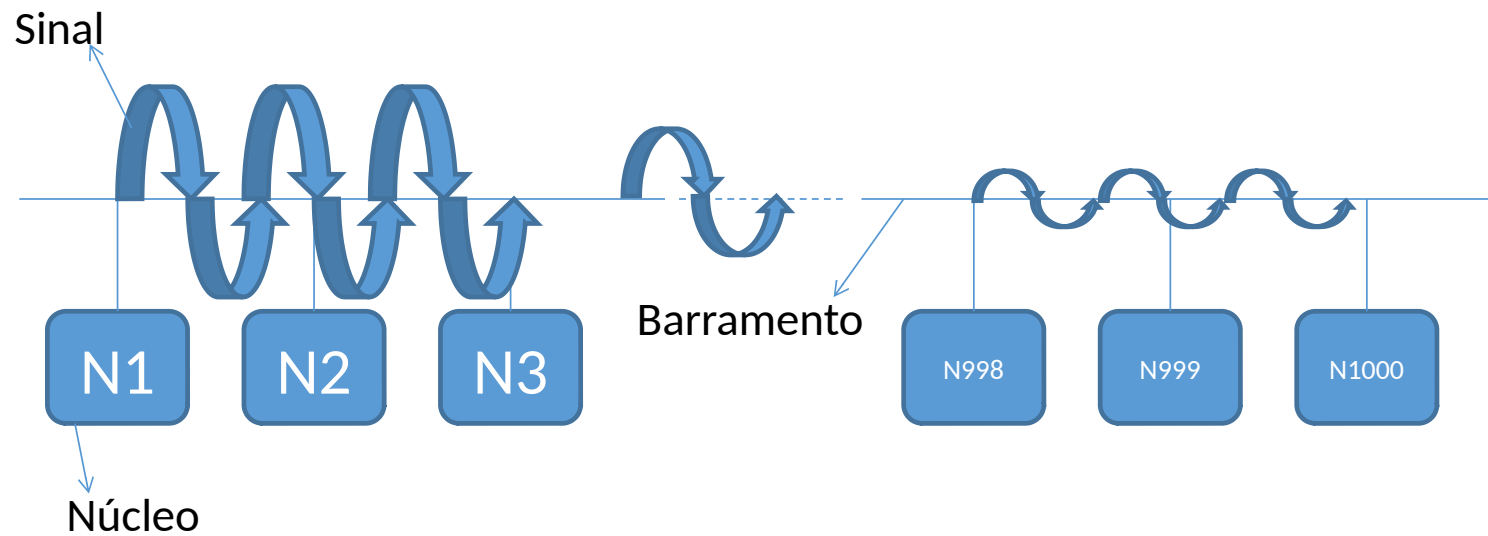 Sinal
Barramento
N1
N2
N3
N998
N999
N1000
Núcleo